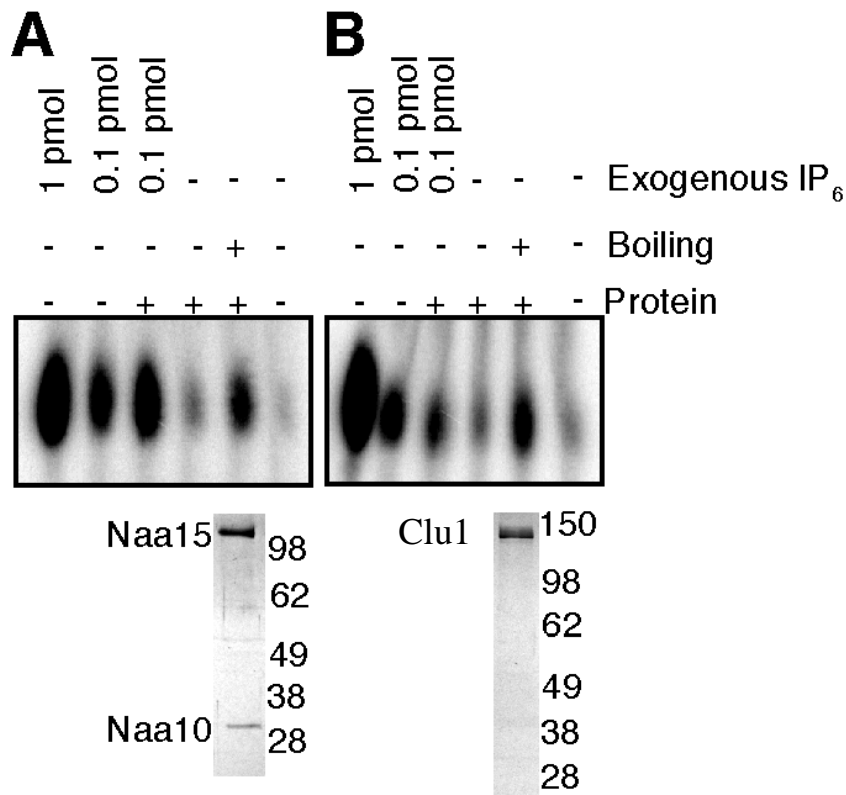 A B
1 pmol 0.1 pmol 0.1 pmol - - - 1 pmol 0.1 pmol 0.1 pmol - - - Exogenous IP6
- - - - + - - - - - + - Boiling
- - + + + - - - + + + - Protein
Naa15 98 Clu1 150
62 98
49 62
38 49
Naa10 28 38
28